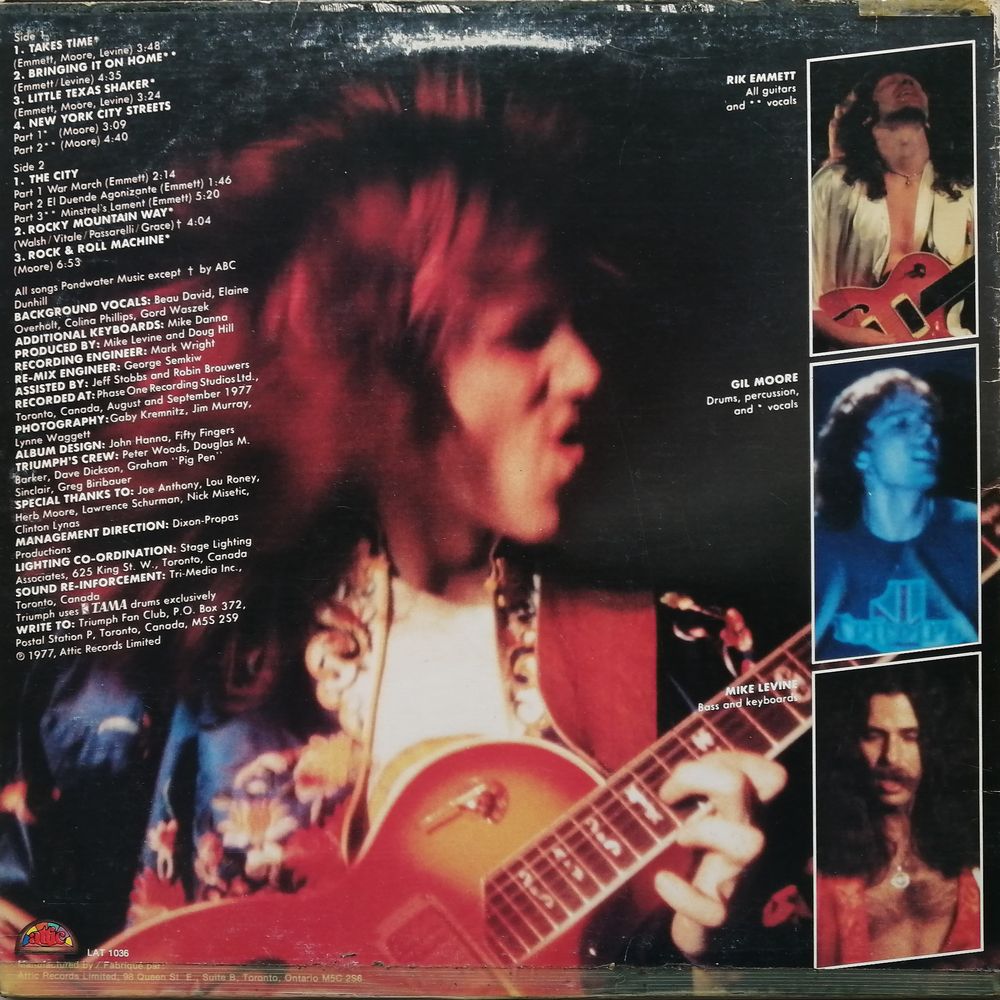 Side 1
1. TAKES TIME*
(Emmett, Moore, Levine) 3:48
2. BRINGING IT ON HOME**
(Emmett/Levine) 4:35
3. LITTLE TEXAS SHAKER*
(Emmett, Moore, Levine) 3:24
4. NEW YORK CITY STREETS
Part 1* (Moore) 3:09
Part 2** (Moore) 4:40
Side 2
1. THE CITY
Part 1 War March (Emmett) 2:14
Part 2 El Duende Agonizante (Emmett) 1:46
Part 3** Minstrel's Lament (Emmett) 5:20
2. ROCKY MOUNTAIN WAY*
(Walsh/Vitale/Passarelli/Grace)† 4:04
3. ROCK & ROLL MACHINE*
(Moore) 6:53
All songs Pondwater Music except † by ABC
Dunhill
BACKGROUND VOCALS: Beau David, Elaine
Overholt, Colina Phillips, Gord Waszek
ADDITIONAL KEYBOARDS: Mike Danna
PRODUCED BY: Mike Levine and Doug Hill
RECORDING ENGINEER: Mark Wright
RE-MIX ENGINEER: George Semkiw
ASSISTED BY: Jeff Stobbs and Robin Brouwers
RECORDED AT: Phase One Recording Studios Ltd.,
Toronto, Canada, August and September 1977
PHOTOGRAPHY: Gaby Kremnitz, Jim Murray,
Lynne Waggett
ALBUM DESIGN: John Hanna, Fifty Fingers
TRIUMPH'S CREW: Peter Woods, Douglas M.
Barker, Dave Dickson, Graham "Pig Pen"
Sinclair, Greg Biribauer
SPECIAL THANKS TO: Joe Anthony, Lou Roney,
Herb Moore, Lawrence Schurman, Nick Misetic,
Clinton Lynas
MANAGEMENT DIRECTION: Dixon-Propas
Productions
LIGHTING CO-ORDINATION: Stage Lighting
Associates, 625 King St. W., Toronto, Canada
SOUND RE-INFORCEMENT: Tri-Media Inc.,
Toronto, Canada
Triumph uses TAMA drums exclusively
WRITE TO: Triumph Fan Club, P.O. Box 372,
Postal Station P, Toronto, Canada, M5S 2S9
℗ 1977, Attic Records Limited
RIK EMMETT
All guitars
and ** vocals
GIL MOORE
Drums, percussion,
and * vocals
MIKE LEVINE
Bass and keyboards
attic
LAT 1036
Manufactured by / Fabriqué par:
Attic Records Limited, 98 Queen St. E., Suite B, Toronto, Ontario M5C 2S6